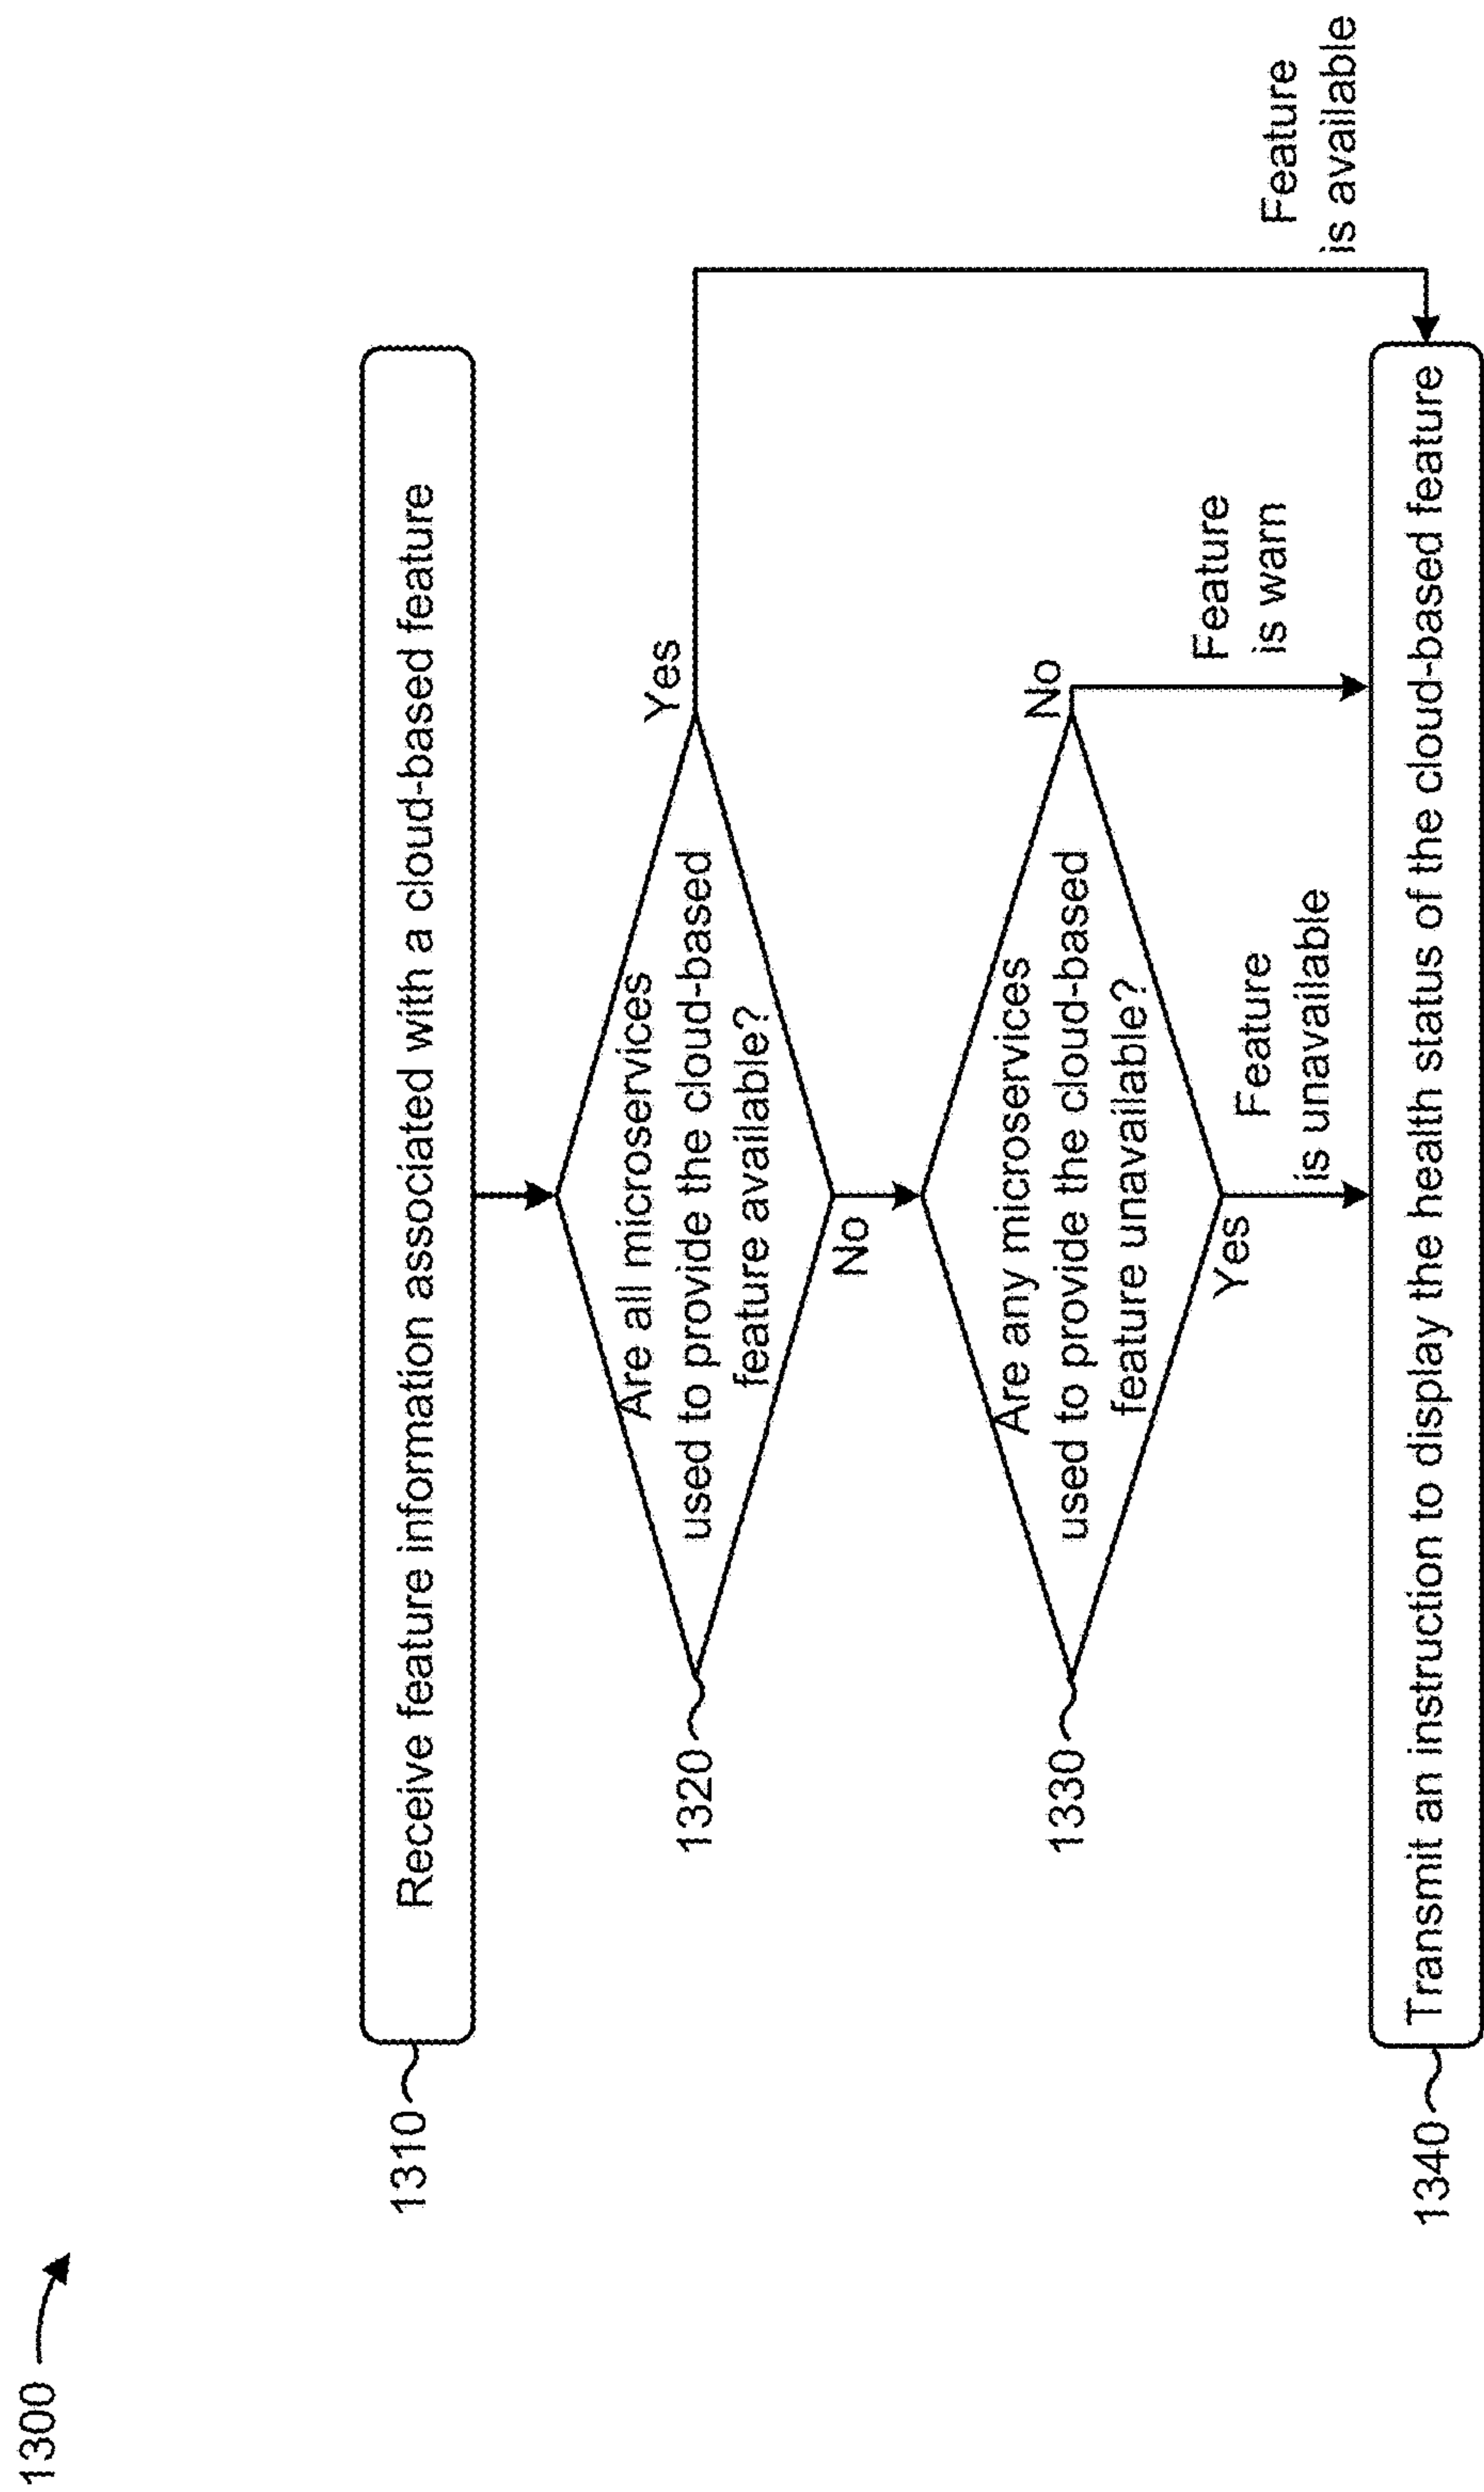 1300
1310
Receive feature information associated with a cloud-based feature
1320
Are all microservices
used to provide the cloud-based
feature available?
Yes
No
1330
Are any microservices
used to provide the cloud-based
feature unavailable?
No
Yes
Feature
is unavailable
Feature
is warn
Feature
is available
1340
Transmit an instruction to display the health status of the cloud-based feature